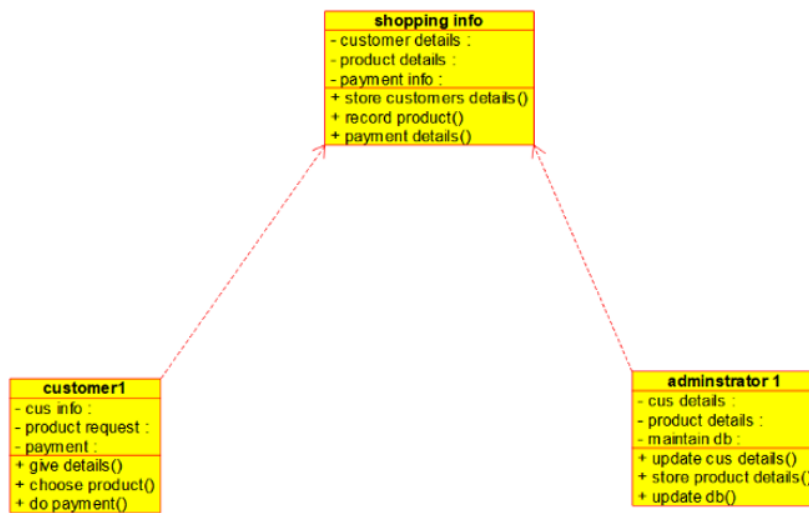 shopping info
- customer details :
- product details :
- payment info :
+ store customers details()
+ record product()
+ payment details()
customer1
- cus info :
- product request :
- payment :
+ give details()
+ choose product()
+ do payment()
adminstrator 1
- cus details :
- product details :
- maintain db :
+ update cus details()
+ store product details()
+ update db()